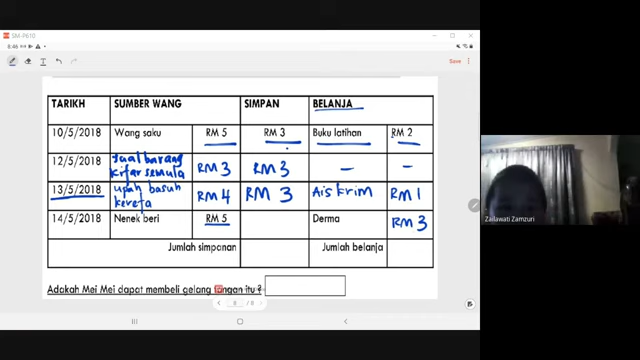 SM-P610
8:46
Save
TARIKH SUMBER WANG SIMPAN BELANJA
10/5/2018 Wang saku RM 5 RM 3 Buku latihan RM 2
12/5/2018 Jual barang kitar semula RM 3 RM 3 – –
13/5/2018 upah basuh kereta RM 4 RM 3 Aiskrim RM 1
14/5/2018 Nenek beri RM 5 Derma RM 3
Jumlah simpanan Jumlah belanja
Adakah Mei Mei dapat membeli gelang tangan itu ?
8 / 8
Zailawati Zamzuri